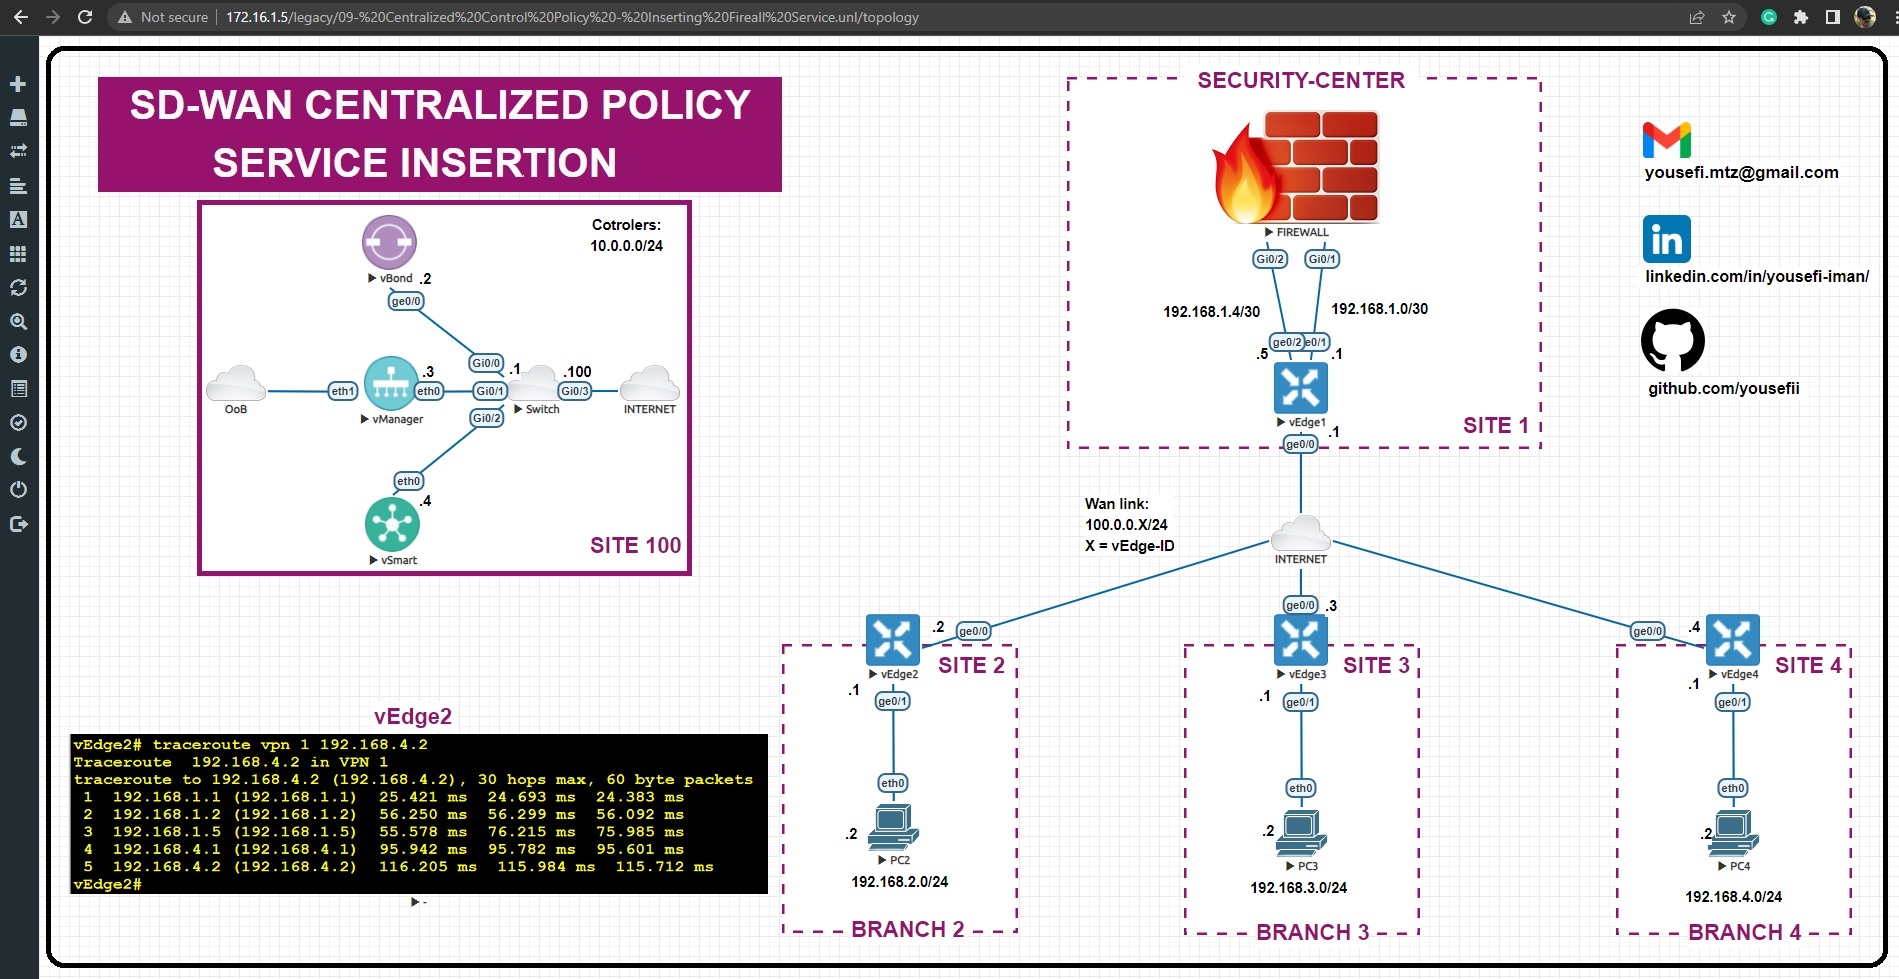 Not secure
172.16.1.5/legacy/09-%20Centralized%20Control%20Policy%20-%20Inserting%20Fireall%20Service.unl/topology
SD-WAN CENTRALIZED POLICY
SERVICE INSERTION
Cotrolers:
10.0.0.0/24
vBond
.2
ge0/0
Gi0/0
.1
.100
.3
eth1
eth0
Gi0/1
Gi0/3
OoB
vManager
Switch
INTERNET
Gi0/2
eth0
.4
vSmart
SITE 100
SECURITY-CENTER
FIREWALL
Gi0/2
Gi0/1
192.168.1.4/30
192.168.1.0/30
ge0/2
e0/1
.5
.1
vEdge1
SITE 1
.1
ge0/0
yousefi.mtz@gmail.com
in
linkedin.com/in/yousefi-iman/
github.com/yousefii
Wan link:
100.0.0.X/24
X = vEdge-ID
INTERNET
.2
ge0/0
SITE 2
vEdge2
.1
ge0/1
eth0
.2
PC2
192.168.2.0/24
BRANCH 2
ge0/0
.3
SITE 3
vEdge3
.1
ge0/1
eth0
.2
PC3
192.168.3.0/24
BRANCH 3
ge0/0
.4
SITE 4
vEdge4
.1
ge0/1
eth0
.2
PC4
192.168.4.0/24
BRANCH 4
vEdge2
vEdge2# traceroute vpn 1 192.168.4.2
Traceroute  192.168.4.2 in VPN 1
traceroute to 192.168.4.2 (192.168.4.2), 30 hops max, 60 byte packets
1  192.168.1.1 (192.168.1.1)  25.421 ms  24.693 ms  24.383 ms
2  192.168.1.2 (192.168.1.2)  56.250 ms  56.299 ms  56.092 ms
3  192.168.1.5 (192.168.1.5)  55.578 ms  76.215 ms  75.985 ms
4  192.168.4.1 (192.168.4.1)  95.942 ms  95.782 ms  95.601 ms
5  192.168.4.2 (192.168.4.2)  116.205 ms  115.984 ms  115.712 ms
vEdge2#
-